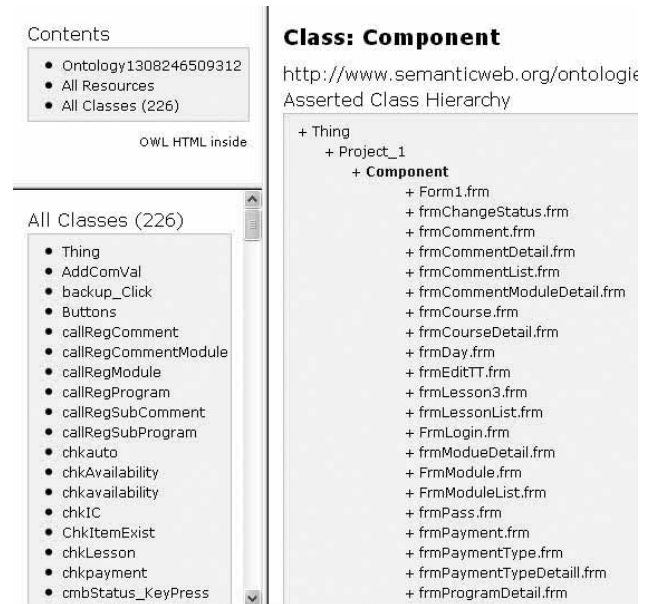 Contents
Ontology1308246509312
All Resources
All Classes (226)
OWL HTML inside
All Classes (226)
Thing
AddComVal
backup_Click
Buttons
callRegComment
callRegCommentModule
callRegModule
callRegProgram
callRegSubComment
callRegSubProgram
chkauto
chkAvailability
chkavailability
chkIC
ChkItemExist
chkLesson
chkpayment
cmbStatus_KeyPress
Class: Component
http://www.semanticweb.org/ontologie
Asserted Class Hierarchy
+ Thing
+ Project_1
+ Component
+ Form1.frm
+ frmChangeStatus.frm
+ frmComment.frm
+ frmCommentDetail.frm
+ frmCommentList.frm
+ frmCommentModuleDetail.frm
+ frmCourse.frm
+ frmCourseDetail.frm
+ frmDay.frm
+ frmEditTT.frm
+ frmLesson3.frm
+ frmLessonList.frm
+ FrmLogin.frm
+ frmModueDetail.frm
+ FrmModule.frm
+ FrmModuleList.frm
+ frmPass.frm
+ frmPayment.frm
+ frmPaymentType.frm
+ frmPaymentTypeDetaill.frm
+ frmProgramDetail.frm